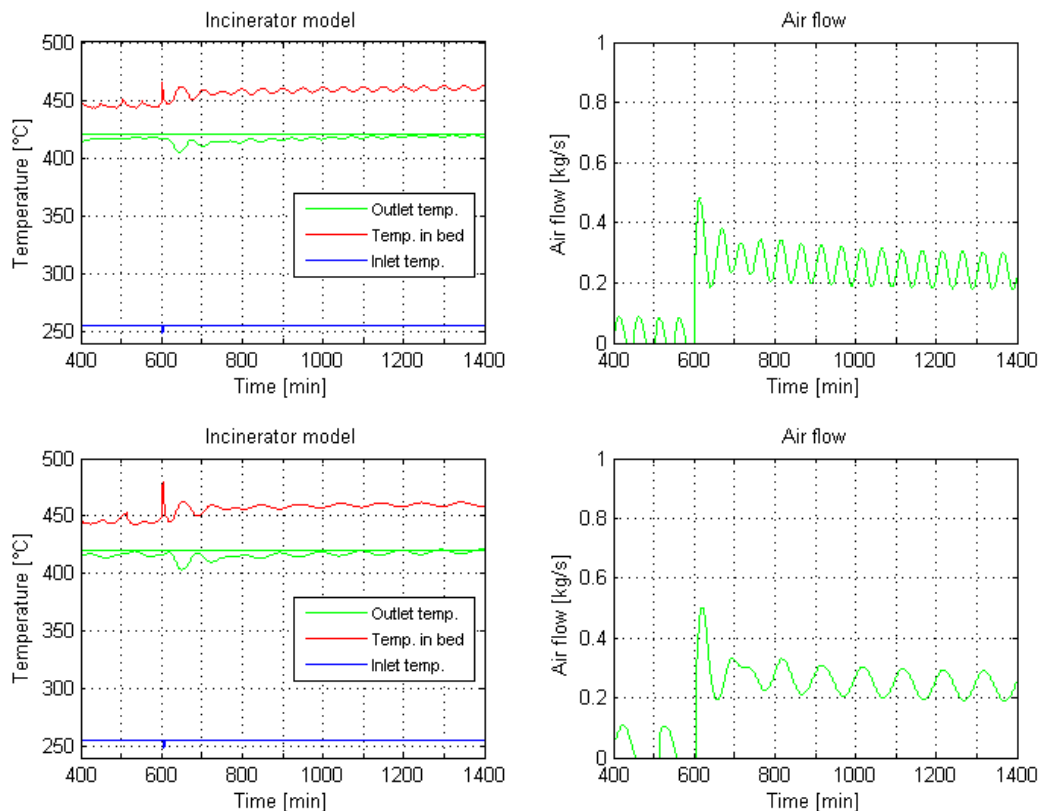 Incinerator model
Temperature [°C]
500
450
400
350
300
250
Outlet temp.
Temp. in bed
Inlet temp.
400 600 800 1000 1200 1400
Time [min]
Air flow
Air flow [kg/s]
1
0.8
0.6
0.4
0.2
0
400 600 800 1000 1200 1400
Time [min]
Incinerator model
Temperature [°C]
500
450
400
350
300
250
Outlet temp.
Temp. in bed
Inlet temp.
400 600 800 1000 1200 1400
Time [min]
Air flow
Air flow [kg/s]
1
0.8
0.6
0.4
0.2
0
400 600 800 1000 1200 1400
Time [min]